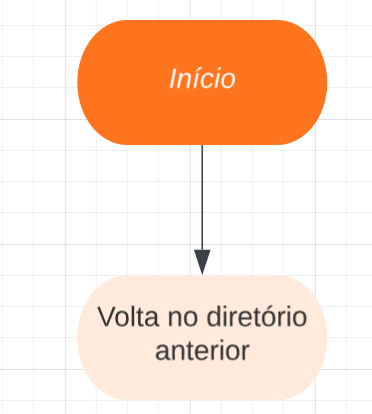 Início
Volta no diretório
anterior